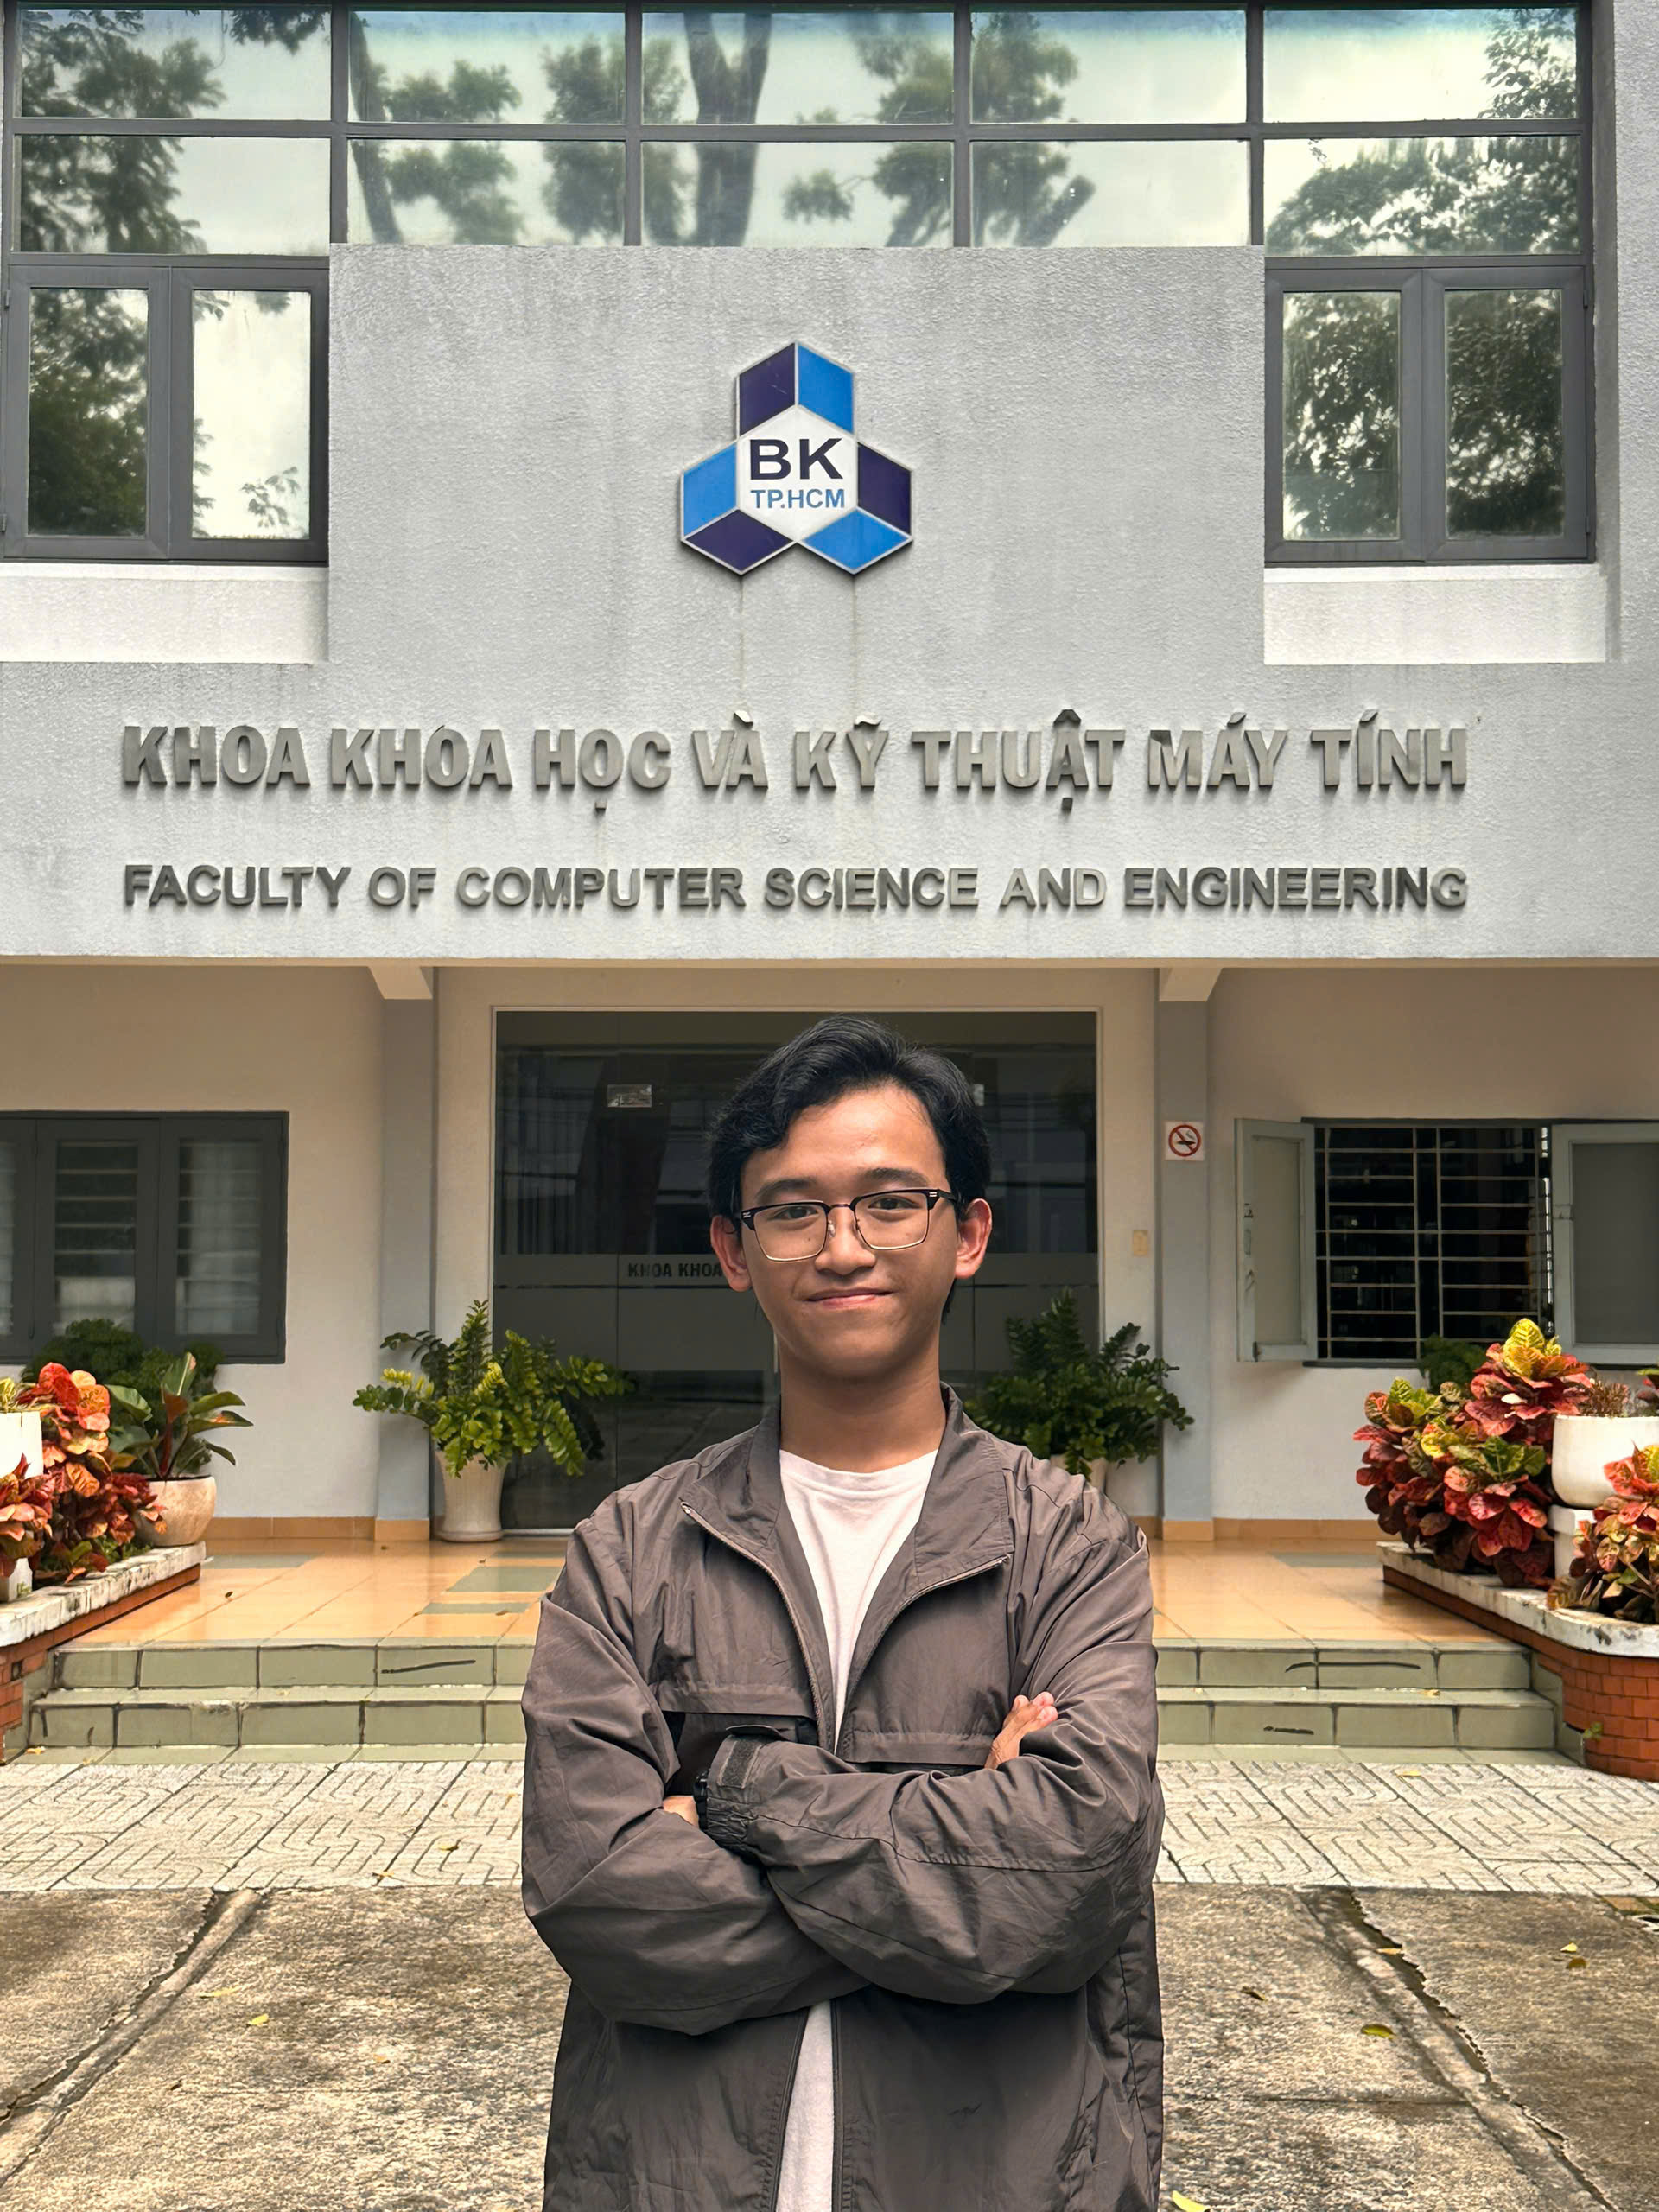 BK
TP.HCM
KHOA KHOA HỌC VÀ KỸ THUẬT MÁY TÍNH
FACULTY OF COMPUTER SCIENCE AND ENGINEERING
KHOA KHOA